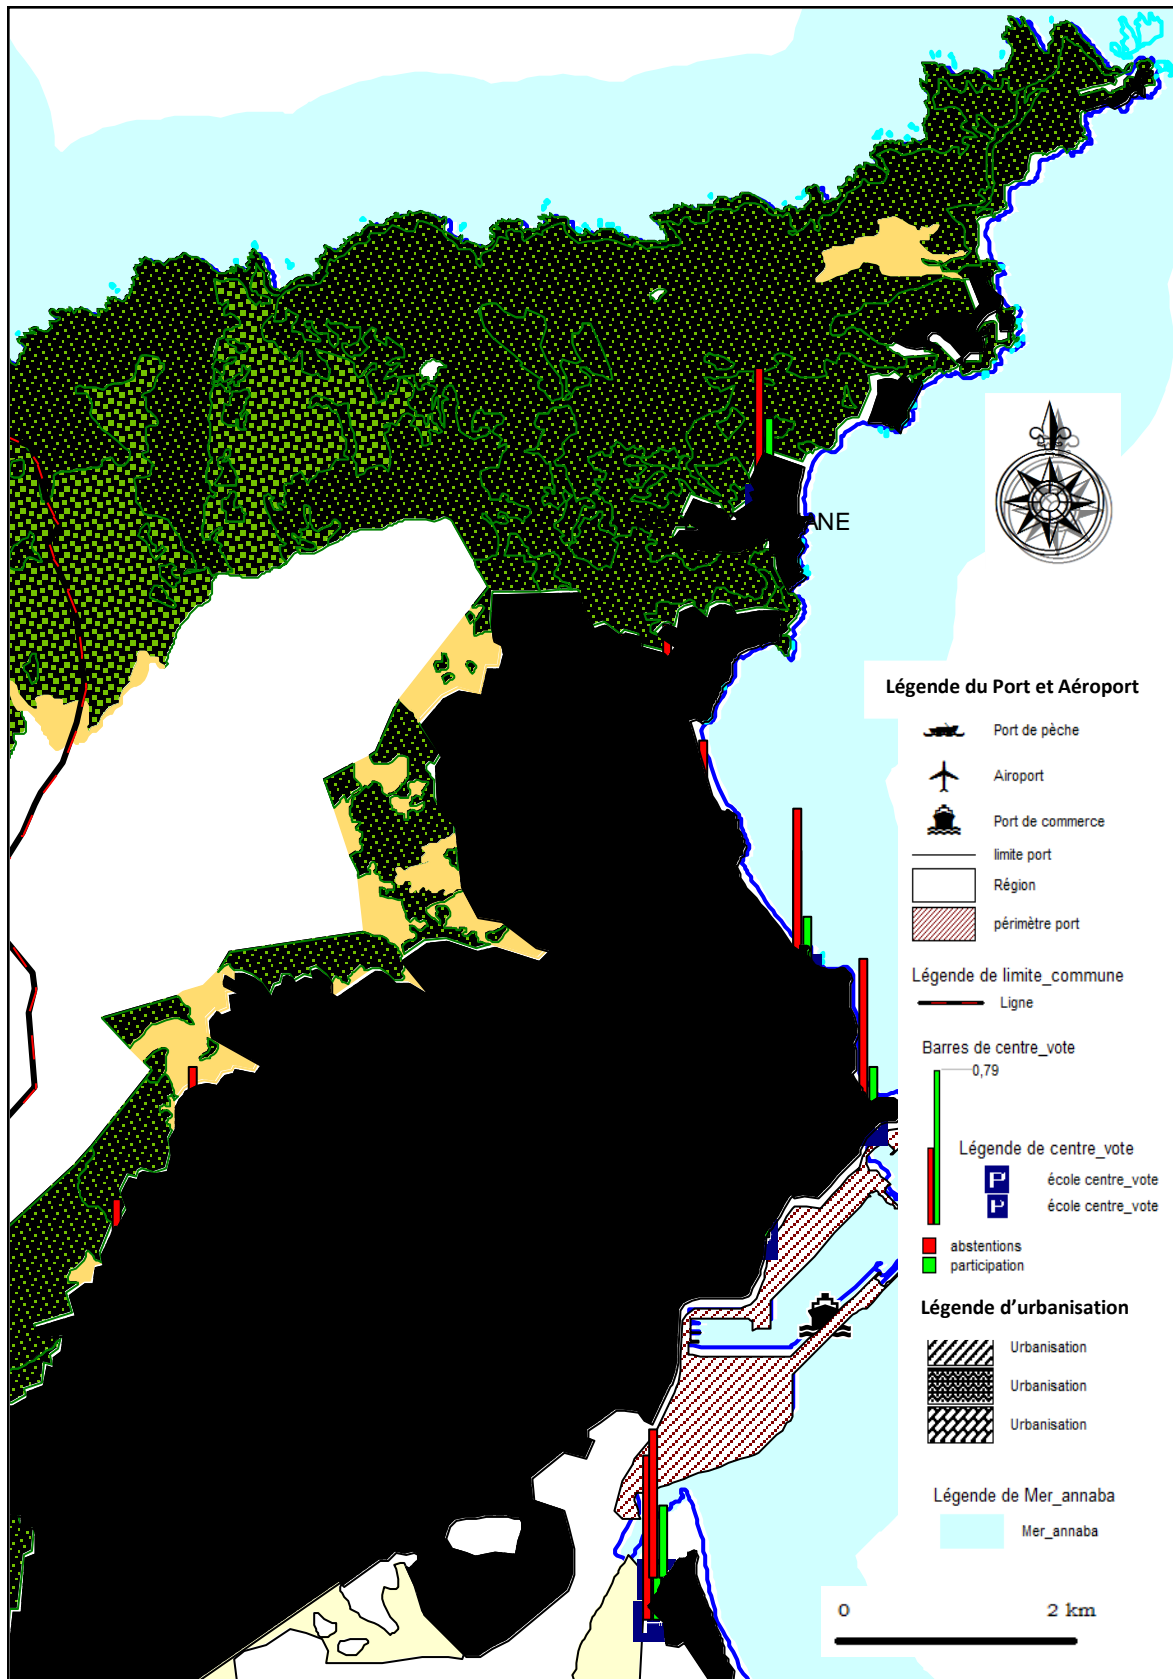 ANE
Légende du Port et Aéroport
Port de pèche
Airoport
Port de commerce
limite port
Région
périmètre port
Légende de limite_commune
Ligne
Barres de centre_vote
0,79
Légende de centre_vote
P école centre_vote
P école centre_vote
abstentions
participation
Légende d’urbanisation
Urbanisation
Urbanisation
Urbanisation
Légende de Mer_annaba
Mer_annaba
0 2 km